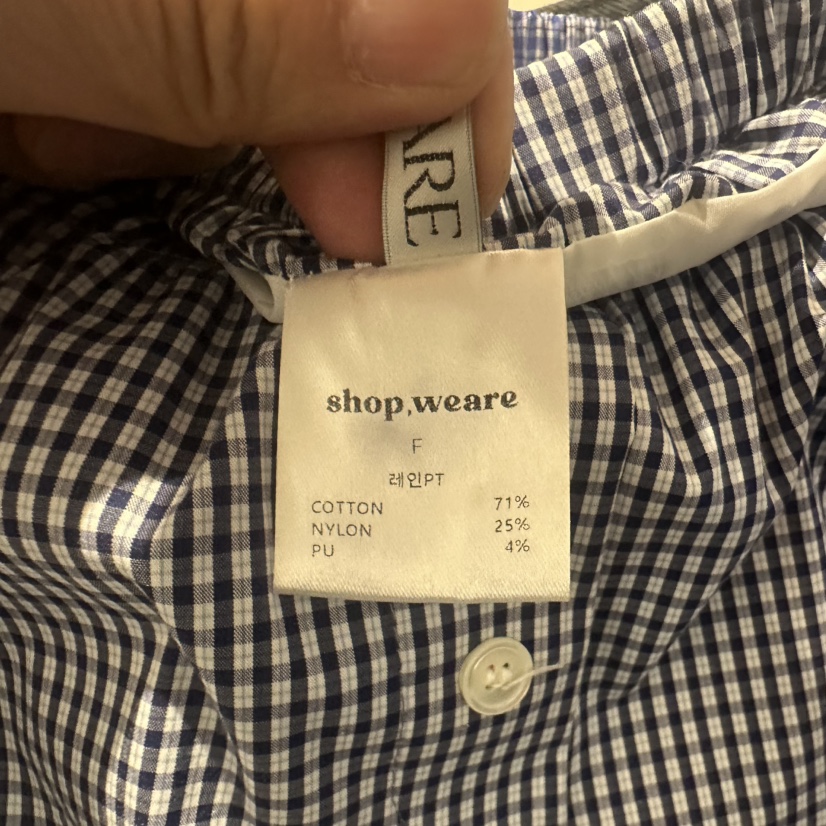 ARE
shop,weare
F
레인PT
COTTON 71%
NYLON 25%
PU 4%